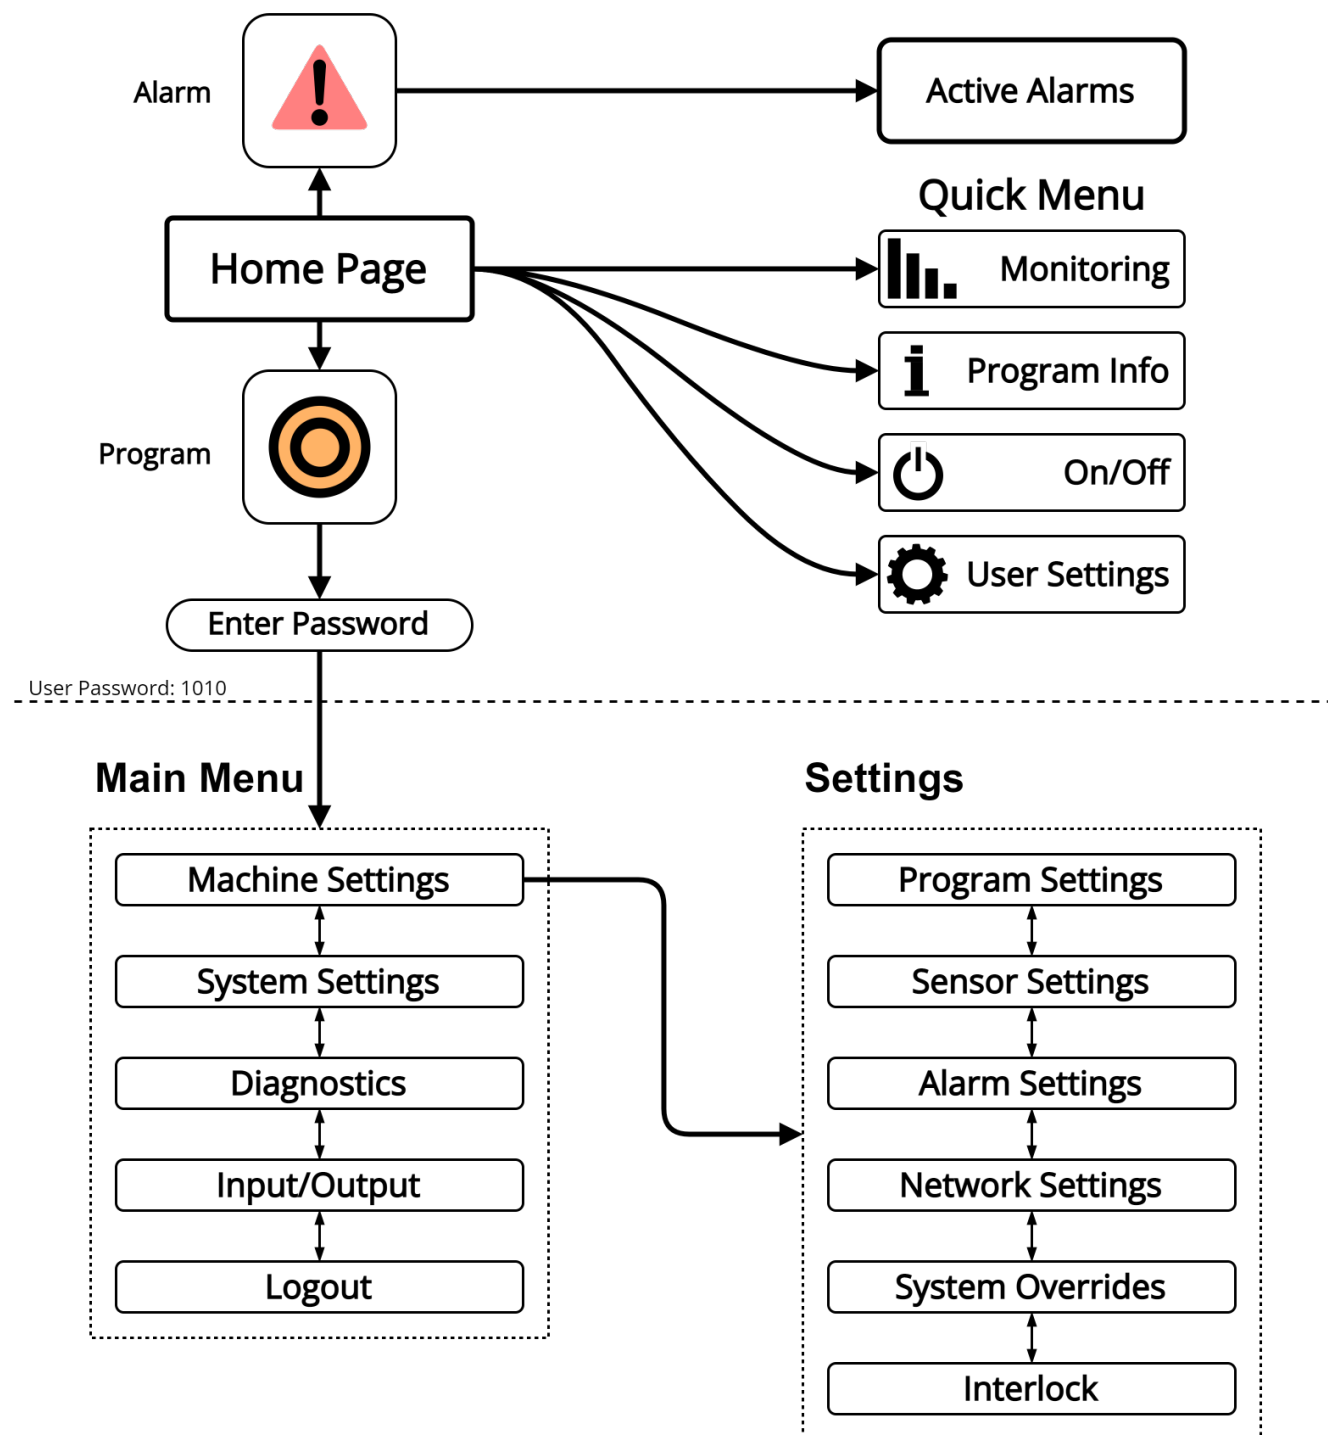 Alarm
Active Alarms
Quick Menu
Home Page
Monitoring
Program Info
Program
On/Off
User Settings
Enter Password
User Password: 1010
Main Menu
Settings
Machine Settings
Program Settings
System Settings
Sensor Settings
Diagnostics
Alarm Settings
Input/Output
Network Settings
Logout
System Overrides
Interlock